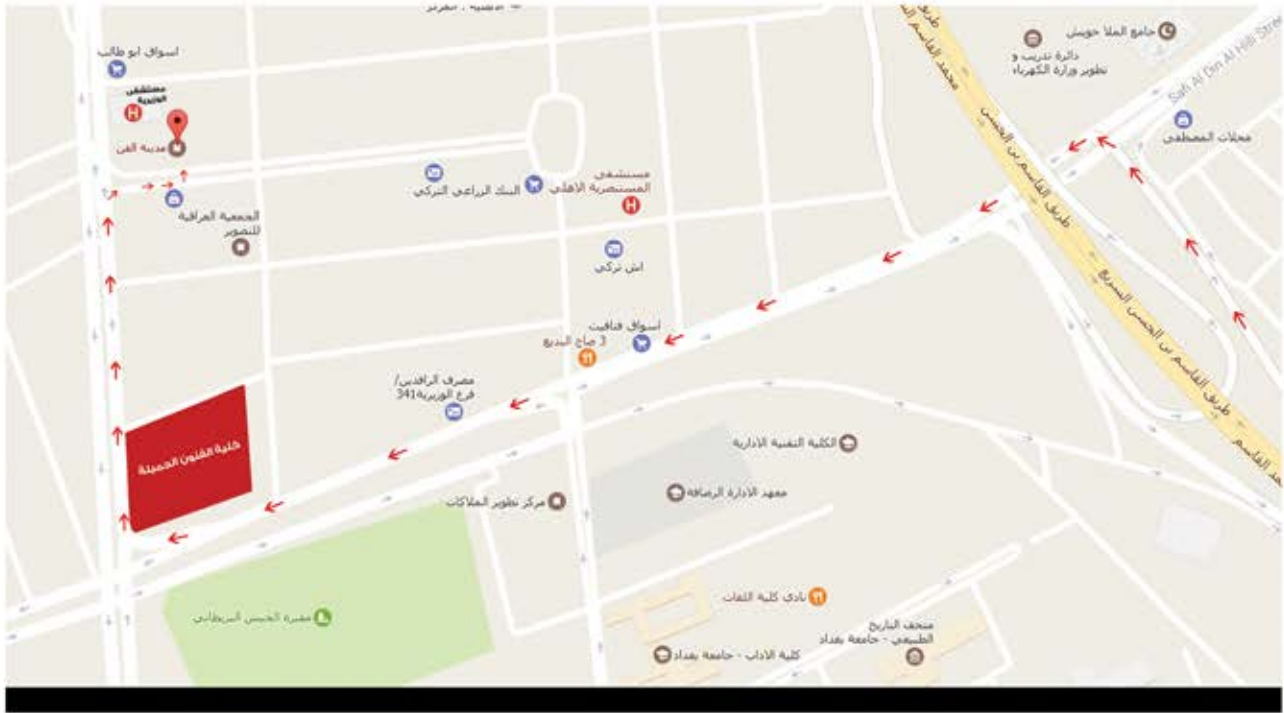 جامع الملا حويش
دائرة تدريب و
تطوير وزارة الكهرباء
Safi Al Din Al Hilli Street
محلات المصطفى
طريق القاسم بن الحسن
طريق القاسم بن الحسن السريع
اسواق ابو طالب
مستشفى
الوزيرية
مدينة الفن
الجمعية العراقية
للتصوير
البنك الزراعي التركي
مستشفى
المستنصرية الاهلي
اش تركي
اسواق فتافيت
3 صاج البديع
مصرف الرافدين/
فرع الوزيرية341
كلية الفنون الجميلة
الكلية التقنية الادارية
معهد الادارة الرصافة
مركز تطوير الملاكات
مقبرة الجيش البريطاني
نادي كلية اللغات
متحف التاريخ
الطبيعي - جامعة بغداد
كلية الاداب - جامعة بغداد